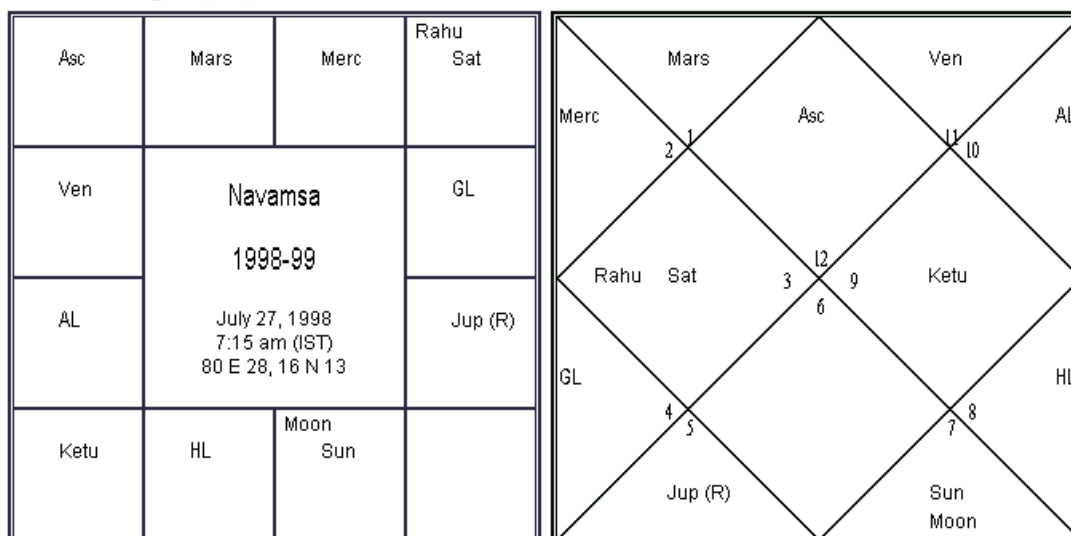 Asc
Mars
Merc
Rahu
Sat
Ven
Navamsa
GL
1998-99
AL
July 27, 1998
7:15 am (IST)
80 E 28, 16 N 13
Jup (R)
Ketu
HL
Moon
Sun
Mars
Ven
Merc
Asc
AL
1
11
2
10
12
Rahu Sat
3
9
Ketu
6
GL
HL
4
8
5
7
Jup (R)
Sun
Moon